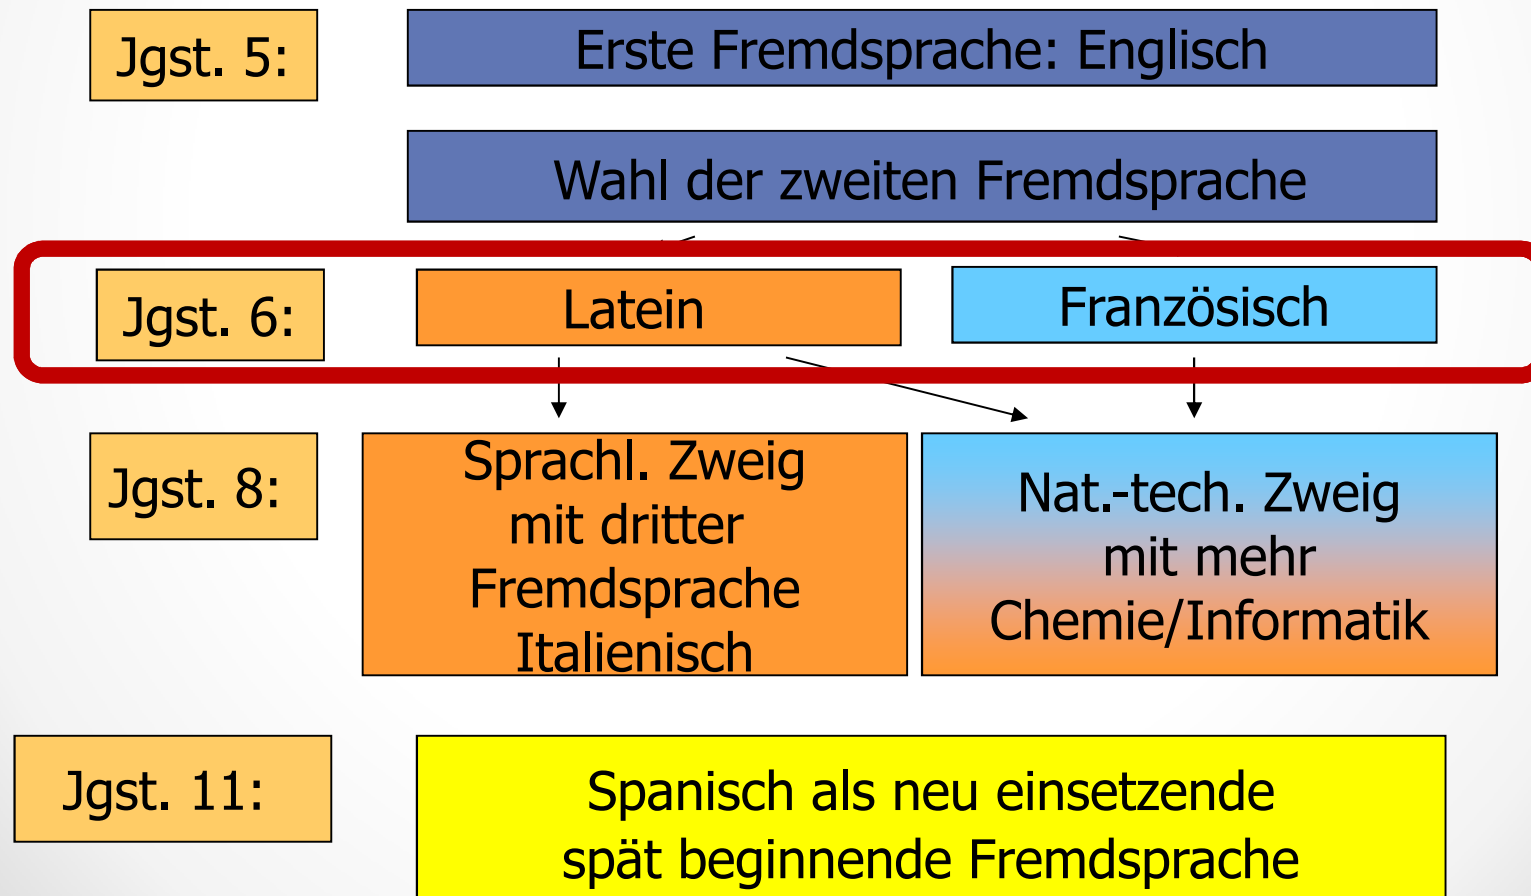 Jgst. 5:
Erste Fremdsprache: Englisch
Wahl der zweiten Fremdsprache
Jgst. 6:
Latein
Französisch
Jgst. 8:
Sprachl. Zweig
mit dritter
Fremdsprache
Italienisch
Nat.-tech. Zweig
mit mehr
Chemie/Informatik
Jgst. 11:
Spanisch als neu einsetzende
spät beginnende Fremdsprache